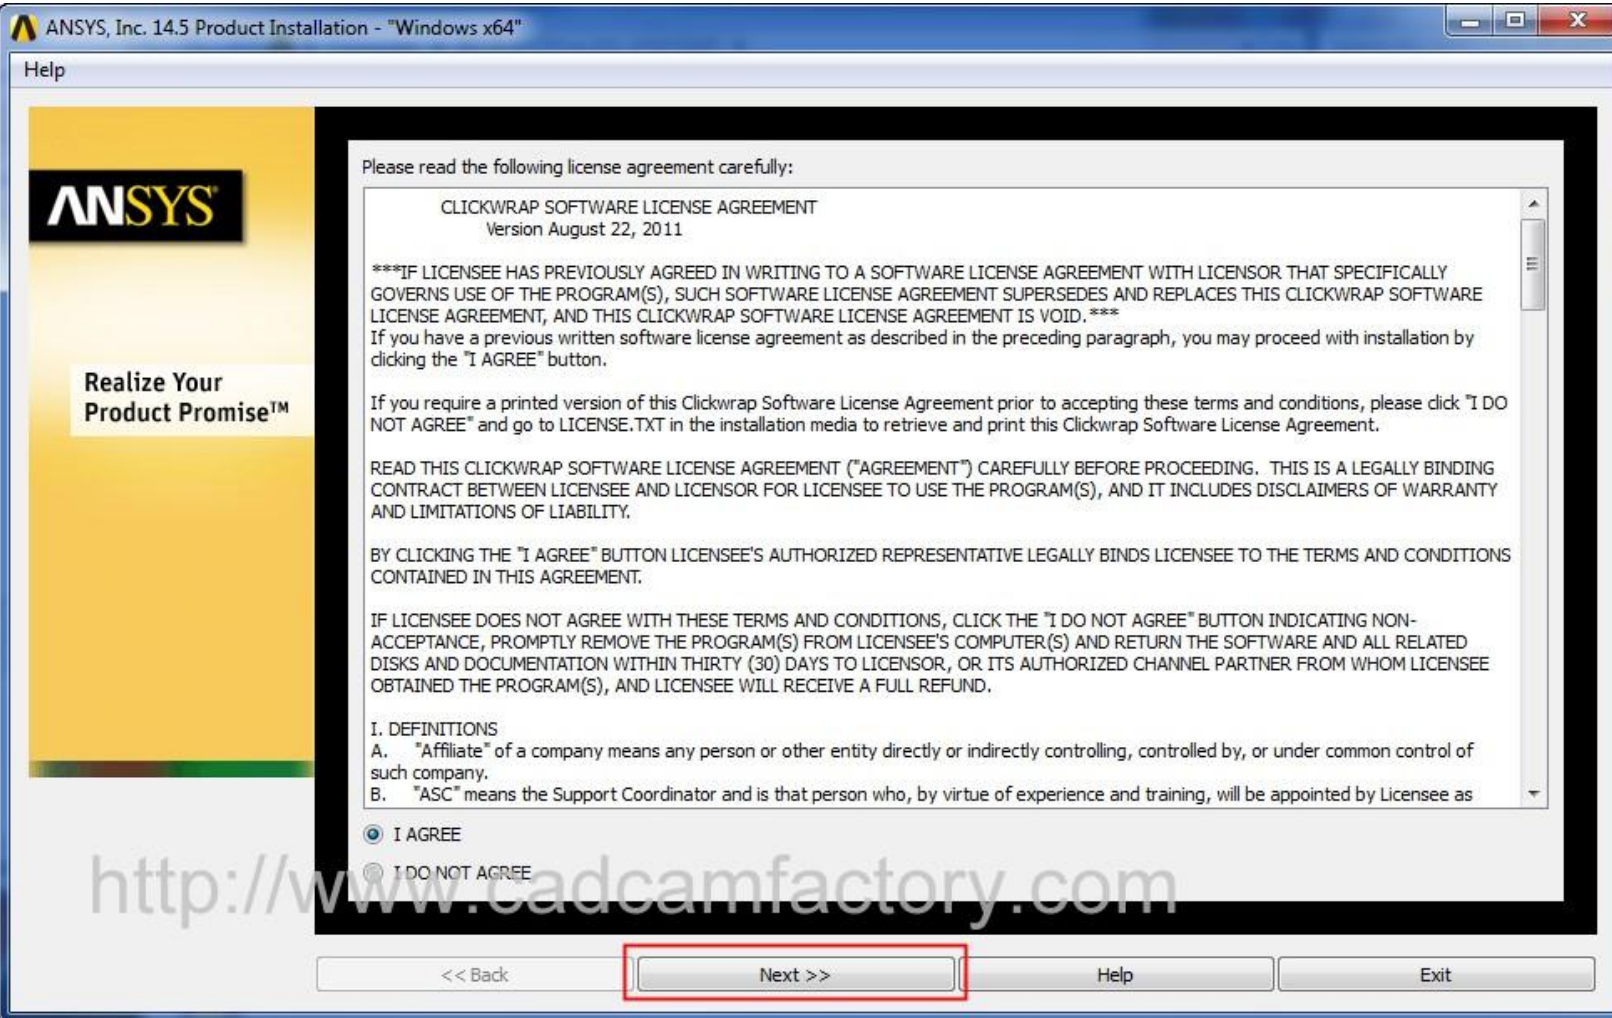 ANSYS, Inc. 14.5 Product Installation - "Windows x64"
Help
ANSYS
Realize Your
Product Promise™
Please read the following license agreement carefully:
CLICKWRAP SOFTWARE LICENSE AGREEMENT
Version August 22, 2011
***IF LICENSEE HAS PREVIOUSLY AGREED IN WRITING TO A SOFTWARE LICENSE AGREEMENT WITH LICENSOR THAT SPECIFICALLY
GOVERNS USE OF THE PROGRAM(S), SUCH SOFTWARE LICENSE AGREEMENT SUPERSEDES AND REPLACES THIS CLICKWRAP SOFTWARE
LICENSE AGREEMENT, AND THIS CLICKWRAP SOFTWARE LICENSE AGREEMENT IS VOID.***
If you have a previous written software license agreement as described in the preceding paragraph, you may proceed with installation by
clicking the "I AGREE" button.
If you require a printed version of this Clickwrap Software License Agreement prior to accepting these terms and conditions, please click "I DO
NOT AGREE" and go to LICENSE.TXT in the installation media to retrieve and print this Clickwrap Software License Agreement.
READ THIS CLICKWRAP SOFTWARE LICENSE AGREEMENT ("AGREEMENT") CAREFULLY BEFORE PROCEEDING.  THIS IS A LEGALLY BINDING
CONTRACT BETWEEN LICENSEE AND LICENSOR FOR LICENSEE TO USE THE PROGRAM(S), AND IT INCLUDES DISCLAIMERS OF WARRANTY
AND LIMITATIONS OF LIABILITY.
BY CLICKING THE "I AGREE" BUTTON LICENSEE'S AUTHORIZED REPRESENTATIVE LEGALLY BINDS LICENSEE TO THE TERMS AND CONDITIONS
CONTAINED IN THIS AGREEMENT.
IF LICENSEE DOES NOT AGREE WITH THESE TERMS AND CONDITIONS, CLICK THE "I DO NOT AGREE" BUTTON INDICATING NON-
ACCEPTANCE, PROMPTLY REMOVE THE PROGRAM(S) FROM LICENSEE'S COMPUTER(S) AND RETURN THE SOFTWARE AND ALL RELATED
DISKS AND DOCUMENTATION WITHIN THIRTY (30) DAYS TO LICENSOR, OR ITS AUTHORIZED CHANNEL PARTNER FROM WHOM LICENSEE
OBTAINED THE PROGRAM(S), AND LICENSEE WILL RECEIVE A FULL REFUND.
I. DEFINITIONS
A. "Affiliate" of a company means any person or other entity directly or indirectly controlling, controlled by, or under common control of
such company.
B. "ASC" means the Support Coordinator and is that person who, by virtue of experience and training, will be appointed by Licensee as
I AGREE
I DO NOT AGREE
http://www.cadcamfactory.com
<< Back
Next >>
Help
Exit